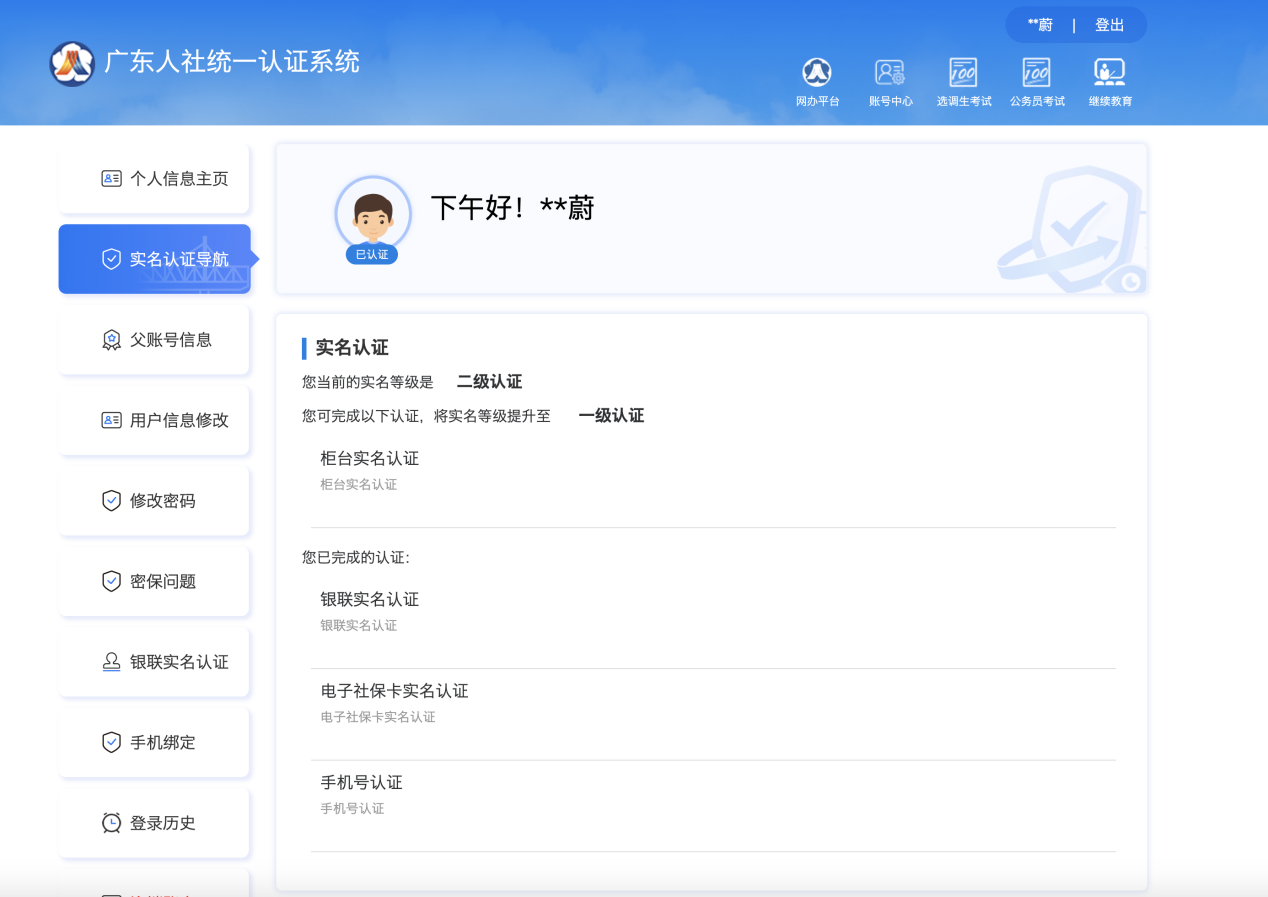 **蔚 | 登出
广东人社统一认证系统
网办平台 账号中心 选调生考试 公务员考试 继续教育
个人信息主页
实名认证导航
父账号信息
用户信息修改
修改密码
密保问题
银联实名认证
手机绑定
登录历史
下午好！**蔚
已认证
实名认证
您当前的实名等级是 二级认证
您可完成以下认证，将实名等级提升至 一级认证
柜台实名认证
柜台实名认证
您已完成的认证：
银联实名认证
银联实名认证
电子社保卡实名认证
电子社保卡实名认证
手机号认证
手机号认证